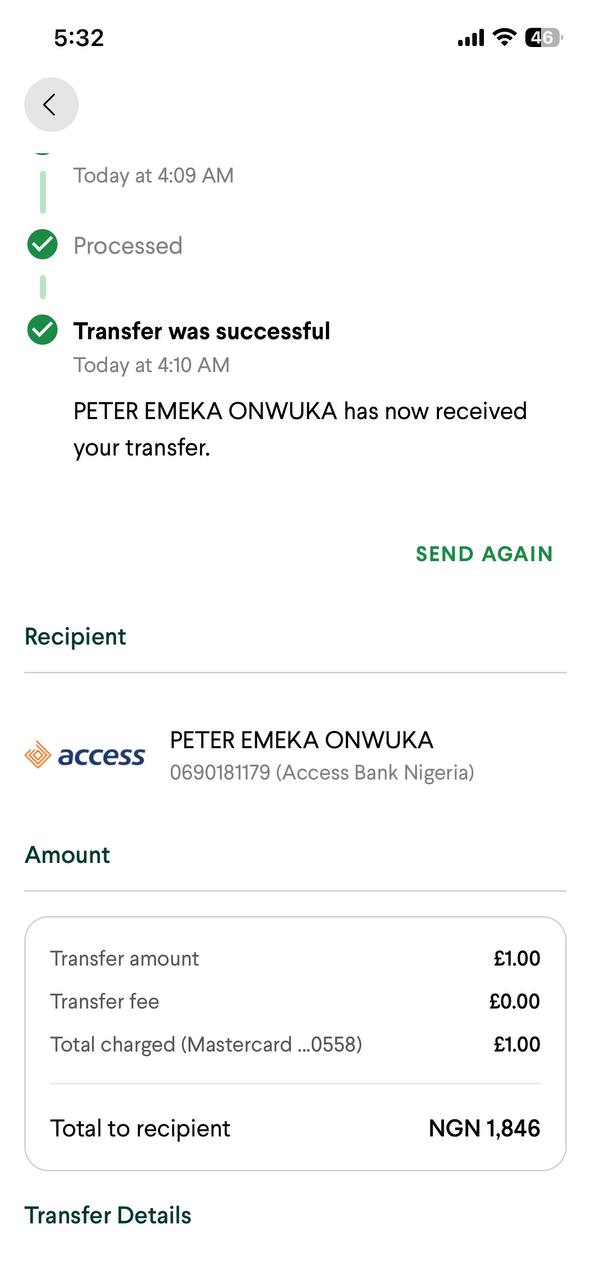 5:32
46
Today at 4:09 AM
Processed
Transfer was successful
Today at 4:10 AM
PETER EMEKA ONWUKA has now received
your transfer.
SEND AGAIN
Recipient
access
PETER EMEKA ONWUKA
0690181179 (Access Bank Nigeria)
Amount
Transfer amount £1.00
Transfer fee £0.00
Total charged (Mastercard ...0558) £1.00
Total to recipient NGN 1,846
Transfer Details